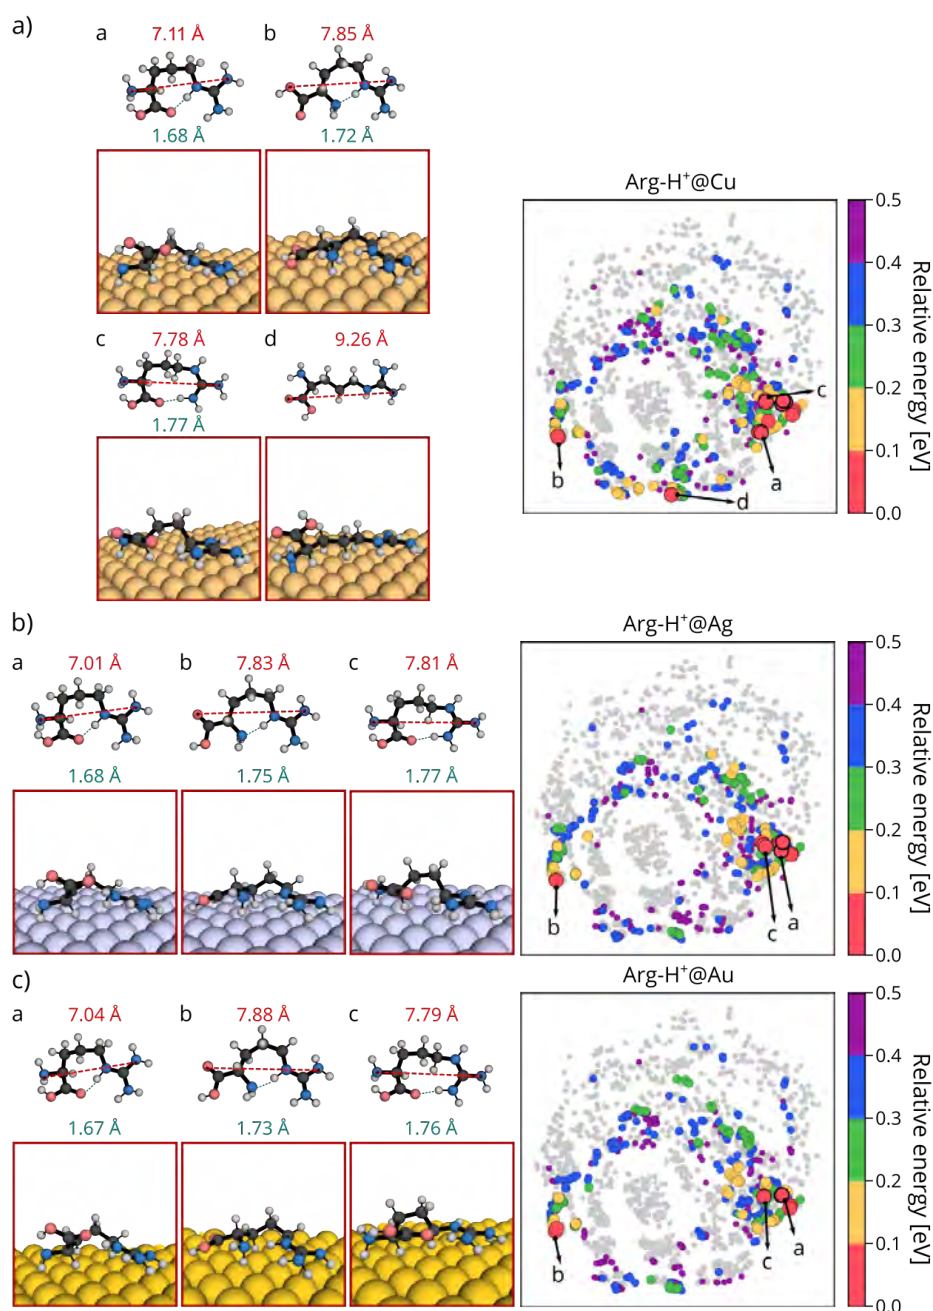 a)
a 7.11 Å b 7.85 Å
1.68 Å 1.72 Å
c 7.78 Å d 9.26 Å
1.77 Å
Arg-H⁺@Cu
0.5
0.4
0.3
0.2
0.1
0.0
Relative energy [eV]
c
b
a
d
b)
a 7.01 Å b 7.83 Å c 7.81 Å
1.68 Å 1.75 Å 1.77 Å
Arg-H⁺@Ag
0.5
0.4
0.3
0.2
0.1
0.0
Relative energy [eV]
b
c
a
c)
a 7.04 Å b 7.88 Å c 7.79 Å
1.67 Å 1.73 Å 1.76 Å
Arg-H⁺@Au
0.5
0.4
0.3
0.2
0.1
0.0
Relative energy [eV]
b
c
a